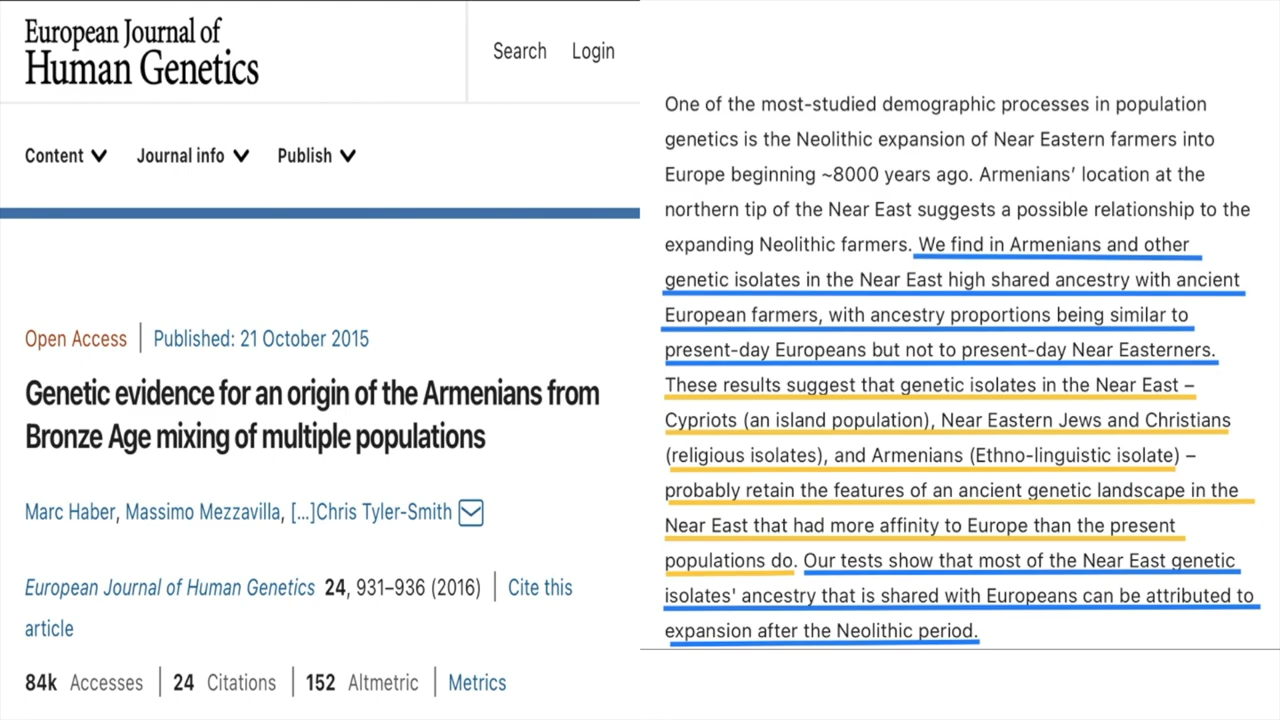 European Journal of
Human Genetics
Search Login
Content Journal info Publish
Open Access | Published: 21 October 2015
Genetic evidence for an origin of the Armenians from
Bronze Age mixing of multiple populations
Marc Haber, Massimo Mezzavilla, [...]Chris Tyler-Smith
European Journal of Human Genetics 24, 931–936 (2016) | Cite this
article
84k Accesses | 24 Citations | 152 Altmetric | Metrics
One of the most-studied demographic processes in population
genetics is the Neolithic expansion of Near Eastern farmers into
Europe beginning ~8000 years ago. Armenians’ location at the
northern tip of the Near East suggests a possible relationship to the
expanding Neolithic farmers. We find in Armenians and other
genetic isolates in the Near East high shared ancestry with ancient
European farmers, with ancestry proportions being similar to
present-day Europeans but not to present-day Near Easterners.
These results suggest that genetic isolates in the Near East –
Cypriots (an island population), Near Eastern Jews and Christians
(religious isolates), and Armenians (Ethno-linguistic isolate) –
probably retain the features of an ancient genetic landscape in the
Near East that had more affinity to Europe than the present
populations do. Our tests show that most of the Near East genetic
isolates' ancestry that is shared with Europeans can be attributed to
expansion after the Neolithic period.